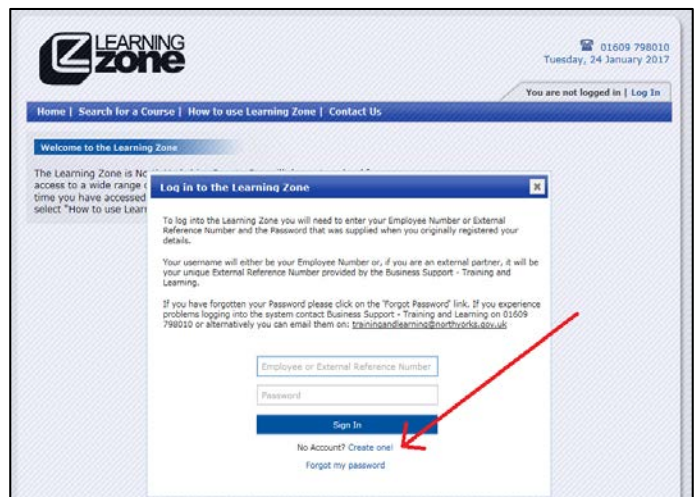 LEARNING
zone
01609 798010
Tuesday, 24 January 2017
You are not logged in | Log In
Home | Search for a Course | How to use Learning Zone | Contact Us
Welcome to the Learning Zone
The Learning Zone is
access to a wide range
time you have accessed
select "How to use
Log in to the Learning Zone
To log into the Learning Zone you will need to enter your Employee Number or External
Reference Number and the Password that was supplied when you originally registered your
details.
Your username will either be your Employee Number or, if you are an external partner, it will be
your unique External Reference Number provided by the Business Support - Training and
Learning.
If you have forgotten your Password please click on the 'Forgot Password' link. If you experience
problems logging into the system contact Business Support - Training and Learning on 01609
798010 or alternatively you can email them on: trainingandlearning@northyorks.gov.uk
Employee or External Reference Number
Password
Sign In
No Account? Create one!
Forgot my password